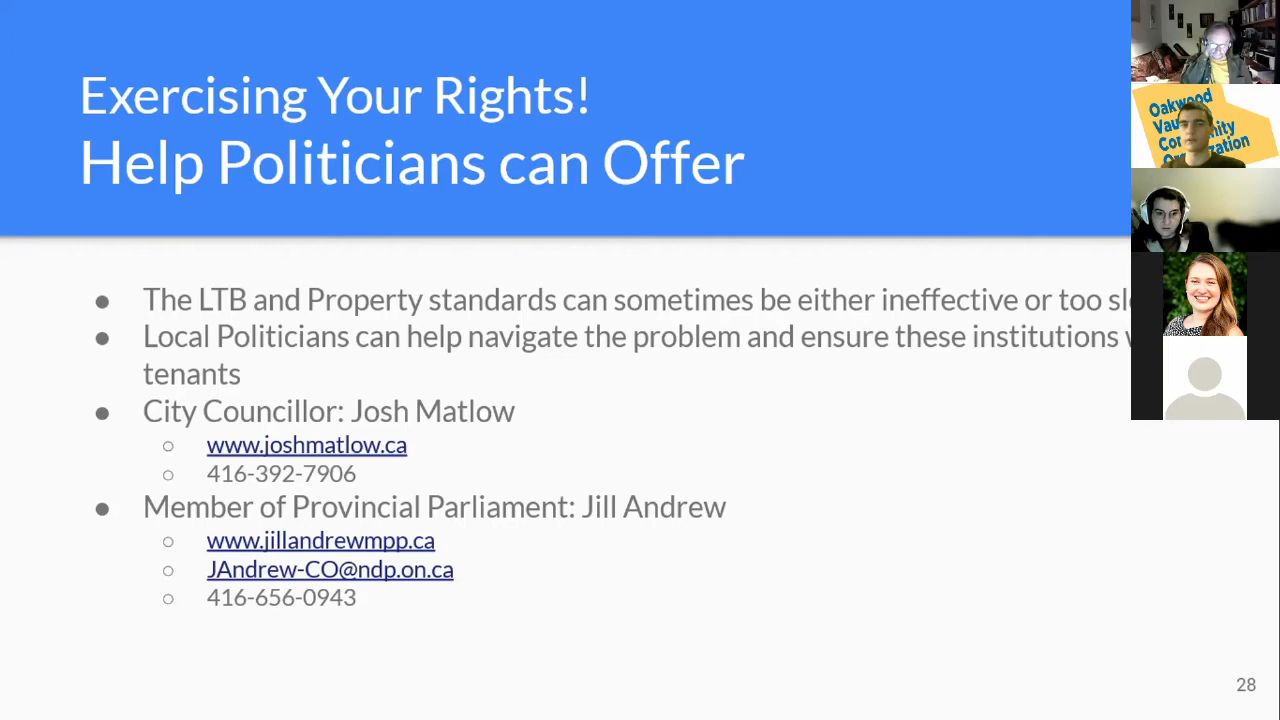 Exercising Your Rights!
Help Politicians can Offer
● The LTB and Property standards can sometimes be either ineffective or too
● Local Politicians can help navigate the problem and ensure these institutions
tenants
● City Councillor: Josh Matlow
○ www.joshmatlow.ca
○ 416-392-7906
● Member of Provincial Parliament: Jill Andrew
○ www.jillandrewmpp.ca
○ JAndrew-CO@ndp.on.ca
○ 416-656-0943
28
Oakwood